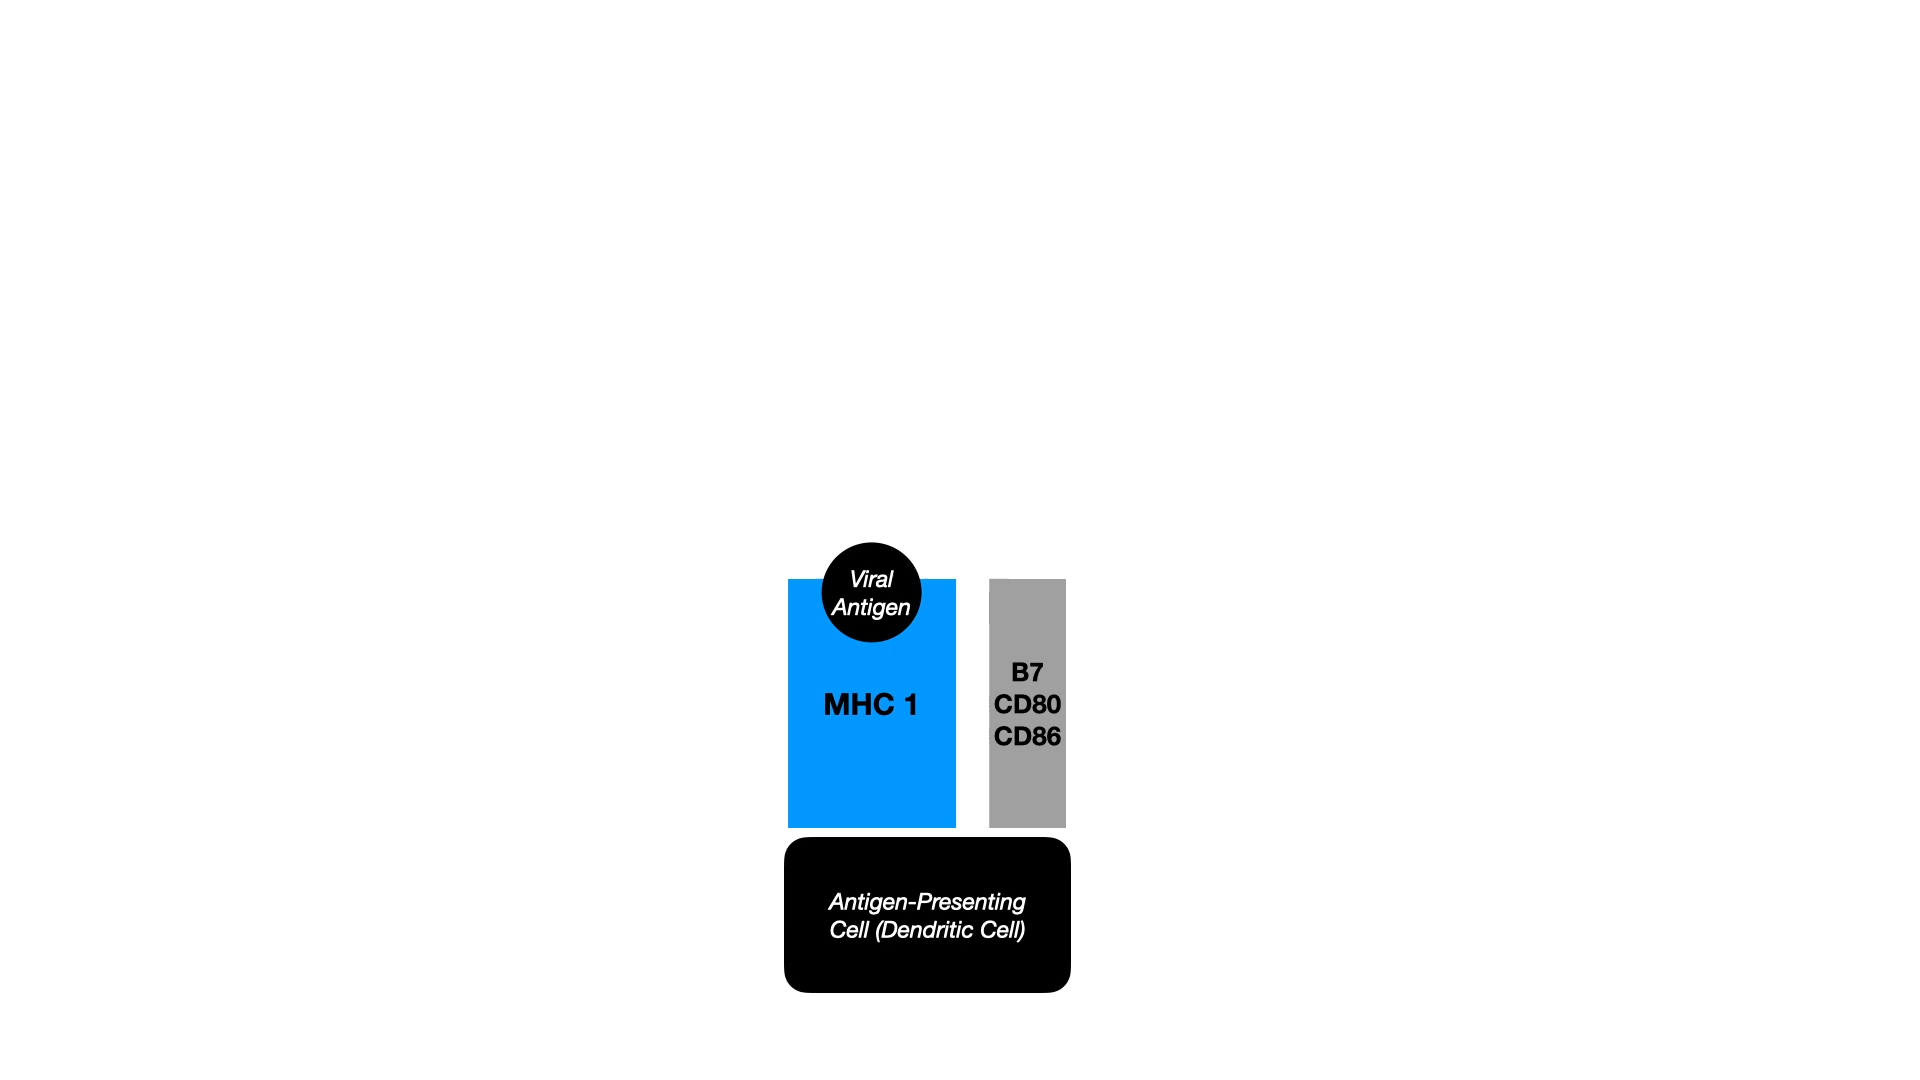 Viral
Antigen
MHC 1
B7
CD80
CD86
Antigen-Presenting
Cell (Dendritic Cell)